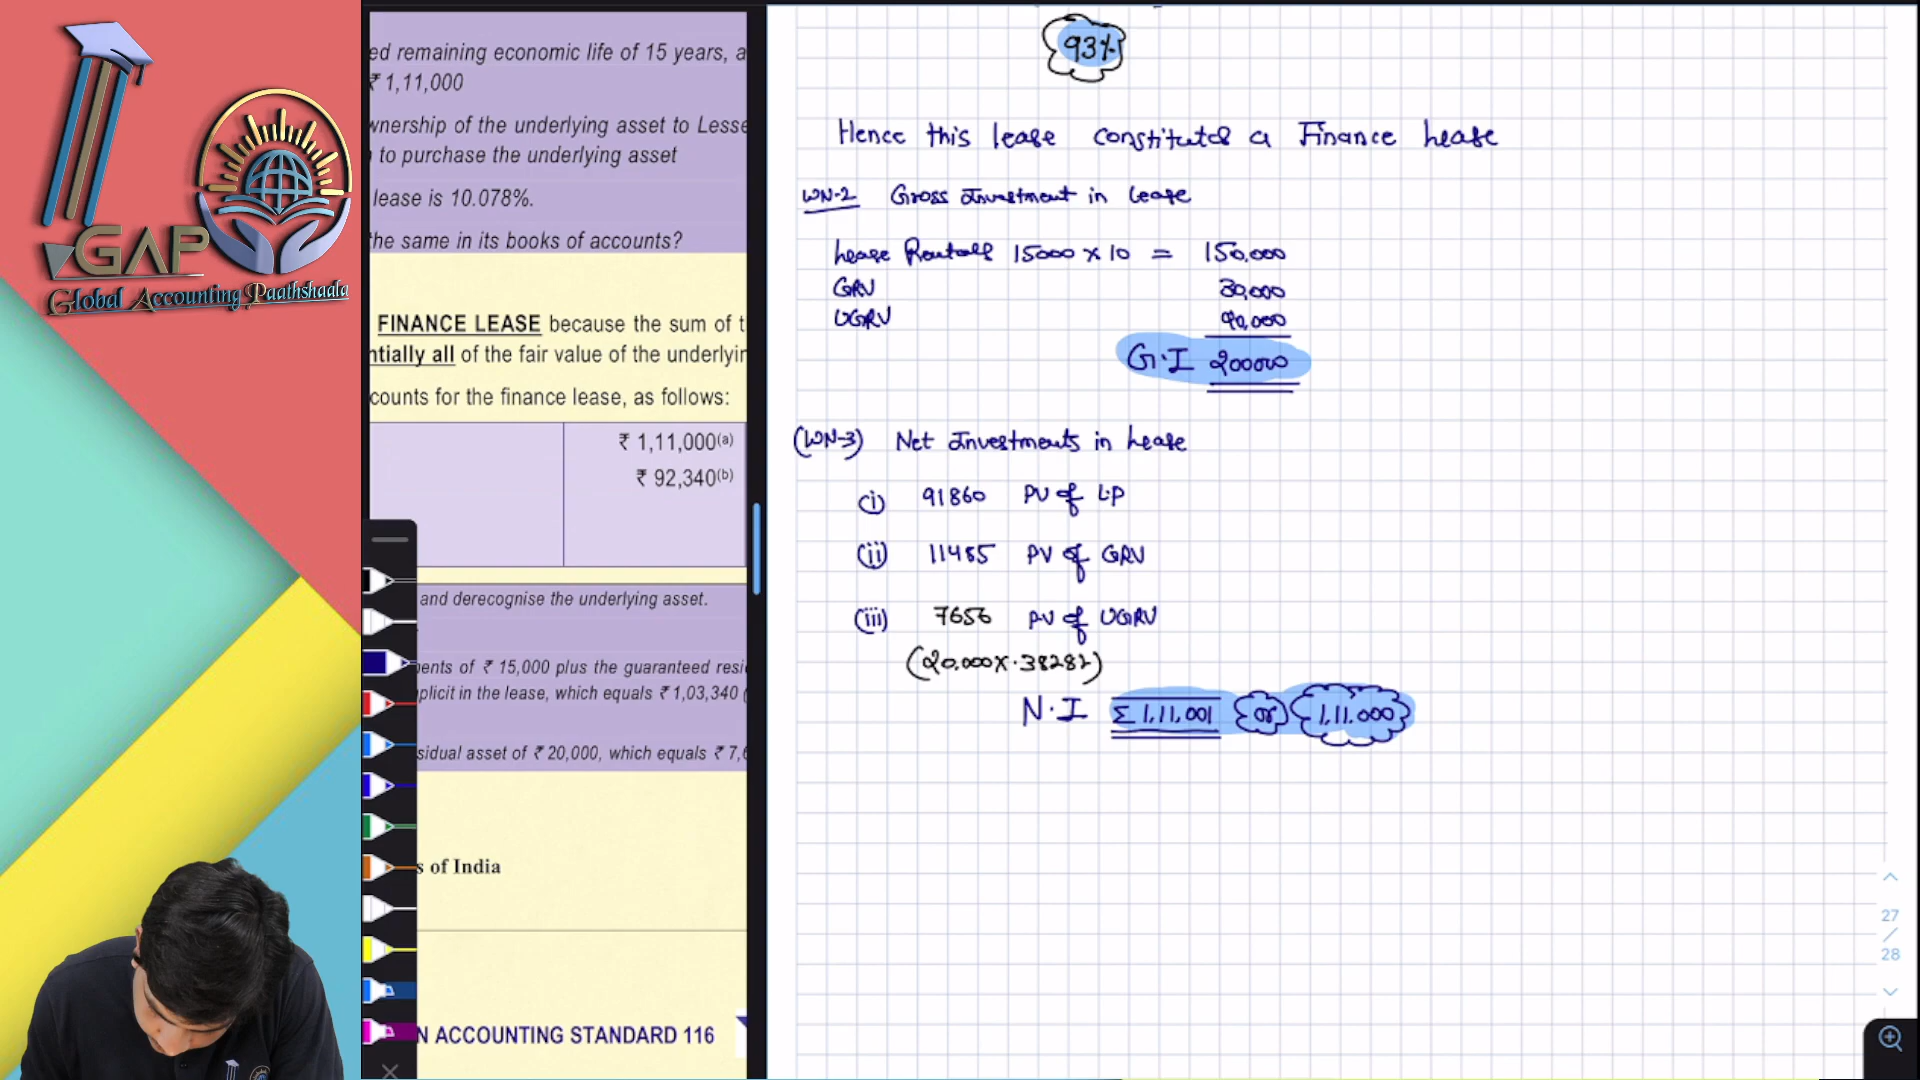 GAP
Global Accounting Paathshaala
ed remaining economic life of 15 years, a
₹ 1,11,000
wnership of the underlying asset to Lesse
to purchase the underlying asset
lease is 10.078%.
the same in its books of accounts?
FINANCE LEASE because the sum of t
ntially all of the fair value of the underlyin
counts for the finance lease, as follows:
₹ 1,11,000(a)
₹ 92,340(b)
and derecognise the underlying asset.
ents of ₹ 15,000 plus the guaranteed resi
plicit in the lease, which equals ₹ 1,03,340
sidual asset of ₹ 20,000, which equals ₹ 7,6
s of India
N ACCOUNTING STANDARD 116
93%
Hence this lease constituted a Finance lease
WN-2 Gross Investment in lease
Lease Rentals 15000 x 10 = 150,000
GRV 30,000
UGRV 20,000
G.I 200000
(WN-3) Net Investments in lease
(i) 91860 PV of L.P
(ii) 11485 PV of GRV
(iii) 7656 PV of UGRV
(20,000 x .38282)
N.I Σ 1,11,001 or 1,11,000
27
/
28